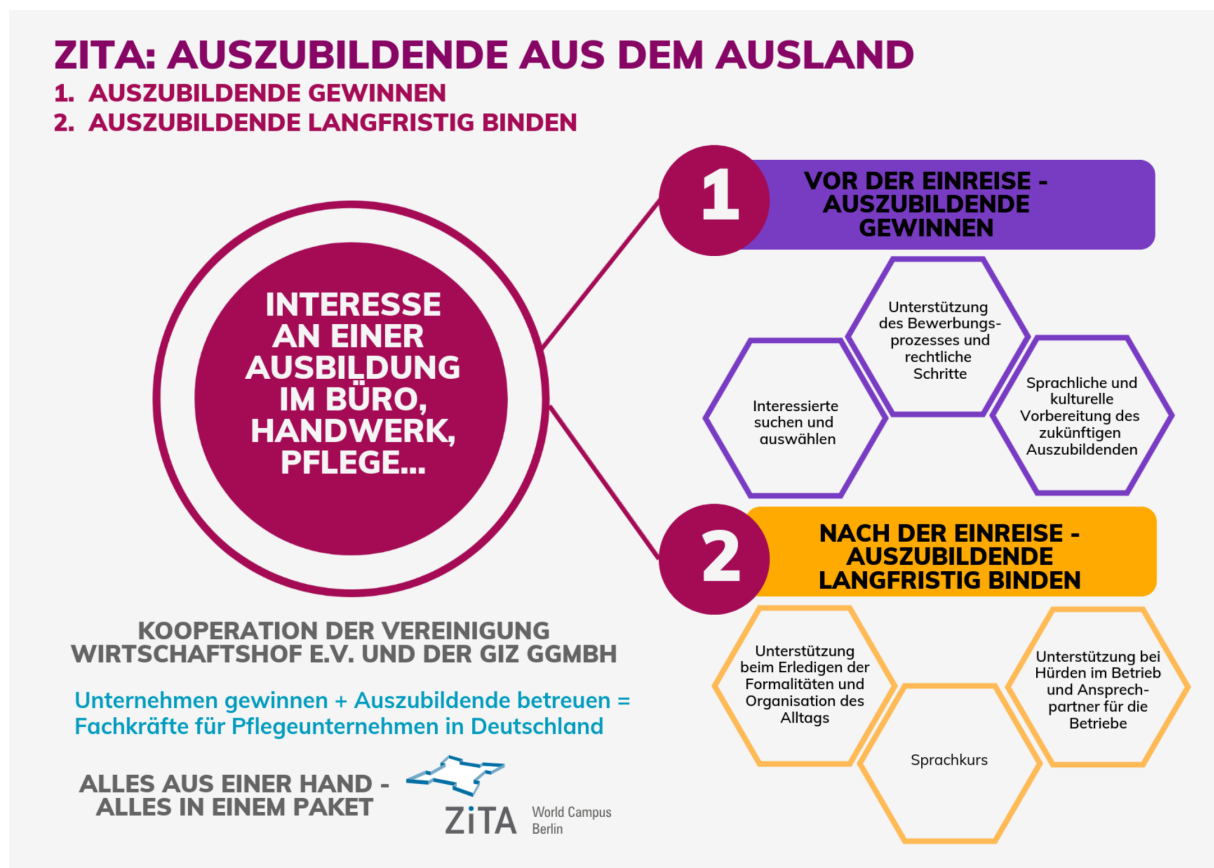 ZITA: AUSZUBILDENDE AUS DEM AUSLAND
1. AUSZUBILDENDE GEWINNEN
2. AUSZUBILDENDE LANGFRISTIG BINDEN
INTERESSE
AN EINER
AUSBILDUNG
IM BÜRO,
HANDWERK,
PFLEGE...
1
VOR DER EINREISE -
AUSZUBILDENDE
GEWINNEN
Interessierte
suchen und
auswählen
Unterstützung
des Bewerbungs-
prozesses und
rechtliche
Schritte
Sprachliche und
kulturelle
Vorbereitung des
zukünftigen
Auszubildenden
2
NACH DER EINREISE -
AUSZUBILDENDE
LANGFRISTIG BINDEN
Unterstützung
beim Erledigen der
Formalitäten und
Organisation des
Alltags
Sprachkurs
Unterstützung bei
Hürden im Betrieb
und Ansprech-
partner für die
Betriebe
KOOPERATION DER VEREINIGUNG
WIRTSCHAFTSHOF E.V. UND DER GIZ GGMBH
Unternehmen gewinnen + Auszubildende betreuen =
Fachkräfte für Pflegeunternehmen in Deutschland
ALLES AUS EINER HAND -
ALLES IN EINEM PAKET
ZiTA
World Campus
Berlin